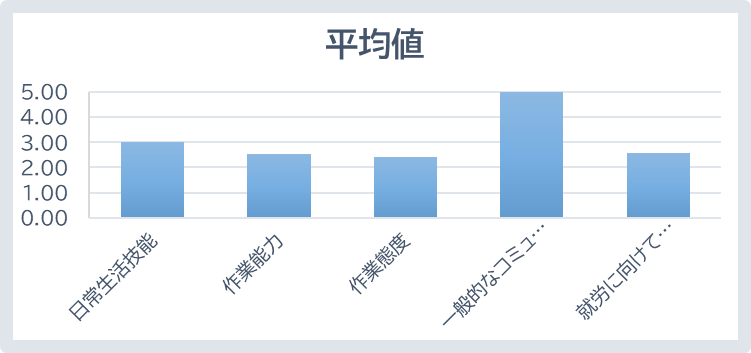 平均値
5.00
4.00
3.00
2.00
1.00
0.00
日常生活技能
作業能力
作業態度
一般的なコミュ…
就労に向けて…